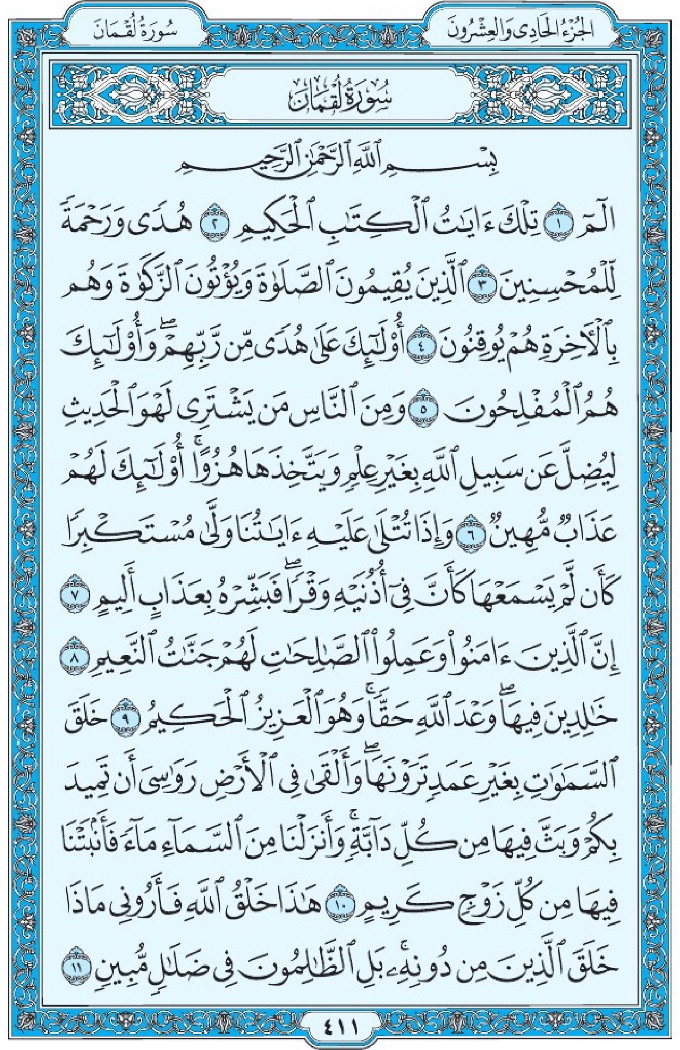 الجُزْءُ الحَادِي وَالعِشْرُونَ
سُورَةُ لُقْمَانَ
سُورَةُ لُقْمَانَ
بِسْمِ ٱللَّهِ ٱلرَّحْمَٰنِ ٱلرَّحِيمِ
الٓمٓ ١ تِلْكَ ءَايَٰتُ ٱلْكِتَٰبِ ٱلْحَكِيمِ ٢ هُدًى وَرَحْمَةً
لِّلْمُحْسِنِينَ ٣ ٱلَّذِينَ يُقِيمُونَ ٱلصَّلَوٰةَ وَيُؤْتُونَ ٱلزَّكَوٰةَ وَهُم
بِٱلْءَاخِرَةِ هُمْ يُوقِنُونَ ٤ أُو۟لَٰٓئِكَ عَلَىٰ هُدًى مِّن رَّبِّهِمْ ۖ وَأُو۟لَٰٓئِكَ
هُمُ ٱلْمُفْلِحُونَ ٥ وَمِنَ ٱلنَّاسِ مَن يَشْتَرِى لَهْوَ ٱلْحَدِيثِ
لِيُضِلَّ عَن سَبِيلِ ٱللَّهِ بِغَيْرِ عِلْمٍ وَيَتَّخِذَهَا هُزُوًا ۚ أُو۟لَٰٓئِكَ لَهُمْ
عَذَابٌ مُّهِينٌ ٦ وَإِذَا تُتْلَىٰ عَلَيْهِ ءَايَٰتُنَا وَلَّىٰ مُسْتَكْبِرًا
كَأَن لَّمْ يَسْمَعْهَا كَأَنَّ فِىٓ أُذُنَيْهِ وَقْرًا ۖ فَبَشِّرْهُ بِعَذَابٍ أَلِيمٍ ٧
إِنَّ ٱلَّذِينَ ءَامَنُوا۟ وَعَمِلُوا۟ ٱلصَّٰلِحَٰتِ لَهُمْ جَنَّٰتُ ٱلنَّعِيمِ ٨
خَٰلِدِينَ فِيهَا ۖ وَعْدَ ٱللَّهِ حَقًّا ۚ وَهُوَ ٱلْعَزِيزُ ٱلْحَكِيمُ ٩ خَلَقَ
ٱلسَّمَٰوَٰتِ بِغَيْرِ عَمَدٍ تَرَوْنَهَا ۖ وَأَلْقَىٰ فِى ٱلْأَرْضِ رَوَٰسِىَ أَن تَمِيدَ
بِكُمْ وَبَثَّ فِيهَا مِن كُلِّ دَآبَّةٍ ۚ وَأَنزَلْنَا مِنَ ٱلسَّمَآءِ مَآءً فَأَنۢبَتْنَا
فِيهَا مِن كُلِّ زَوْجٍ كَرِيمٍ ١٠ هَٰذَا خَلْقُ ٱللَّهِ فَأَرُونِى مَاذَا
خَلَقَ ٱلَّذِينَ مِن دُونِهِۦ ۚ بَلِ ٱلظَّٰلِمُونَ فِى ضَلَٰلٍ مُّبِينٍ ١١
٤١١